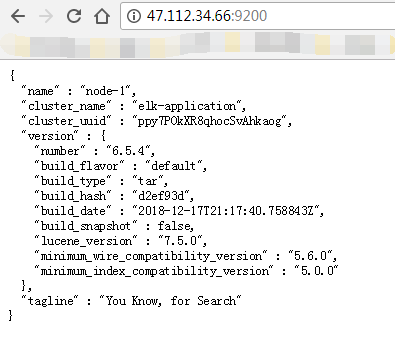 47.112.34.66:9200
{
"name" : "node-1",
"cluster_name" : "elk-application",
"cluster_uuid" : "ppy7POkXR8qhocSvAhkaog",
"version" : {
"number" : "6.5.4",
"build_flavor" : "default",
"build_type" : "tar",
"build_hash" : "d2ef93d",
"build_date" : "2018-12-17T21:17:40.758843Z",
"build_snapshot" : false,
"lucene_version" : "7.5.0",
"minimum_wire_compatibility_version" : "5.6.0",
"minimum_index_compatibility_version" : "5.0.0"
},
"tagline" : "You Know, for Search"
}